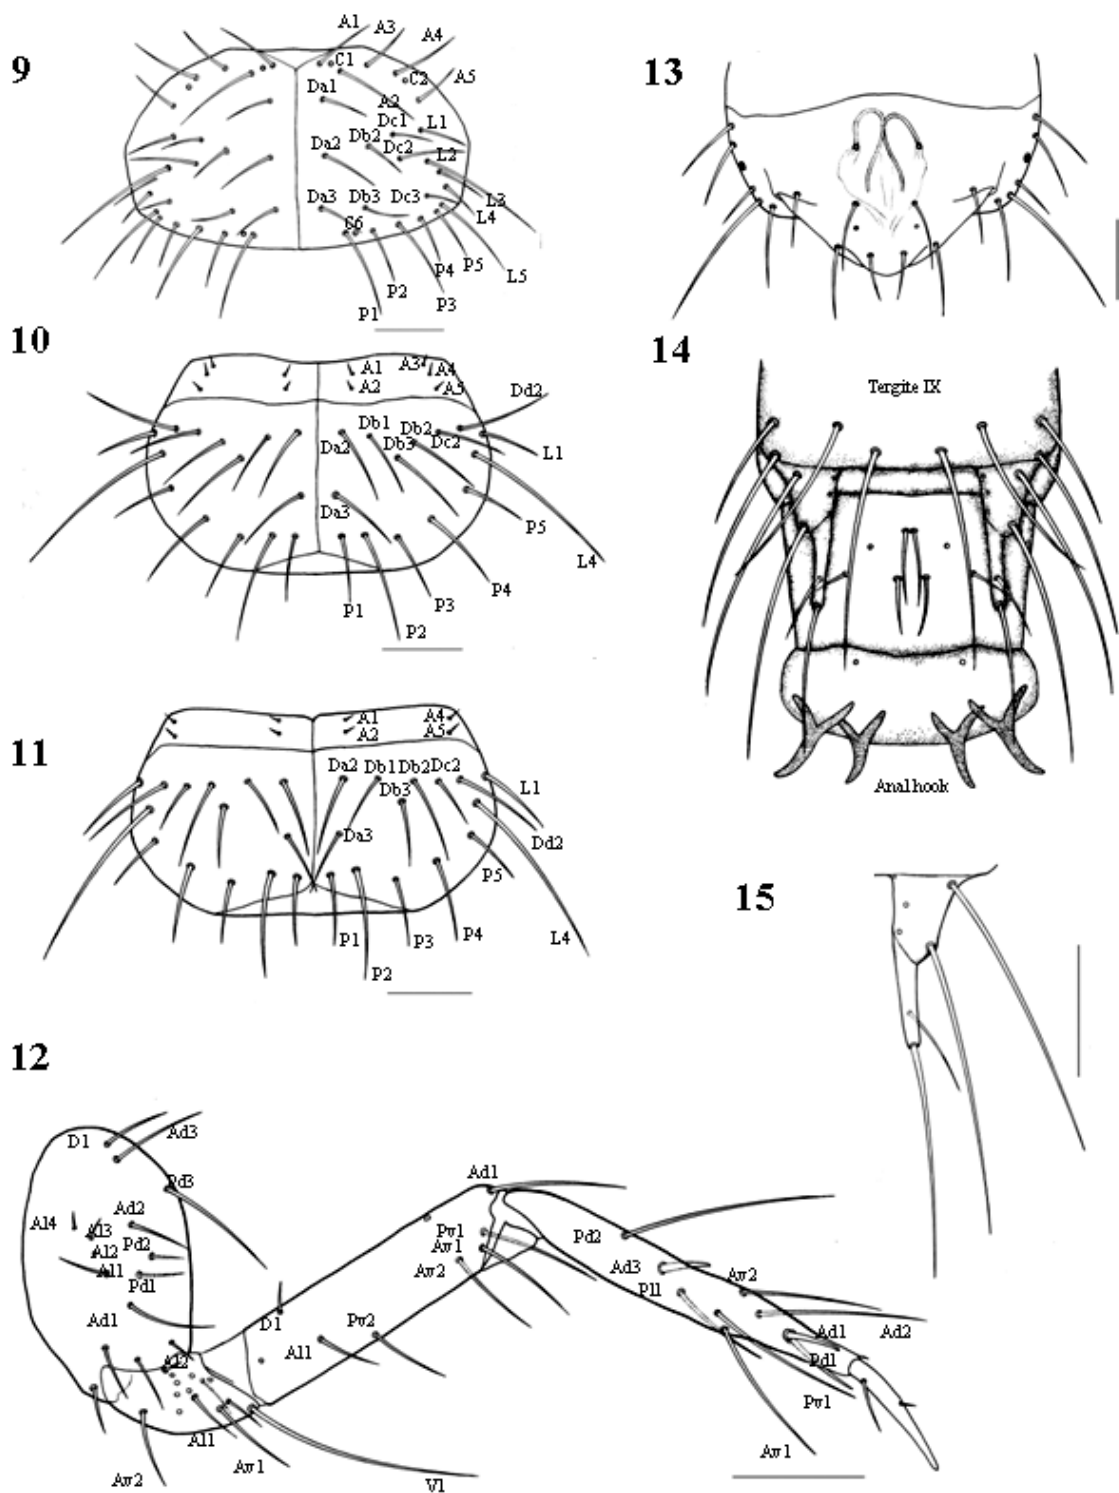 9
A1 A3 A4
C1 C2 A5
Da1 A2
Dc1 L1
Db2
Da2 Dc2 L2
Da3 Db3 Dc3 L3
L4
C6
P4 P5
P2 L5
P1 P3
10
A1 A3 A4
A2 A5 Dd2
Db1 Db2
Da2 Db3 Dc2
L1
Da3 P5
L4
P4
P1 P3
P2
11
A1 A4
A2 A5
Da2 Db1 Db2 Dc2
Db3 L1
Da3 Dd2
P5
P1 P3 P4 L4
P2
12
D1 Ad3
Pd3
Al4 Ad2
Al3
Al2 Pd2
Al1
Pd1
Ad1
Al2
Al1
Av2 Av1
V1
D1
Al1 Pv2
Ad1
Pv1
Av1
Av2
Pd2
Ad3
Pl1 Av2
Ad1 Ad2
Pd1
Pv1
Av1
13
14
Tergite IX
Anal hook
15